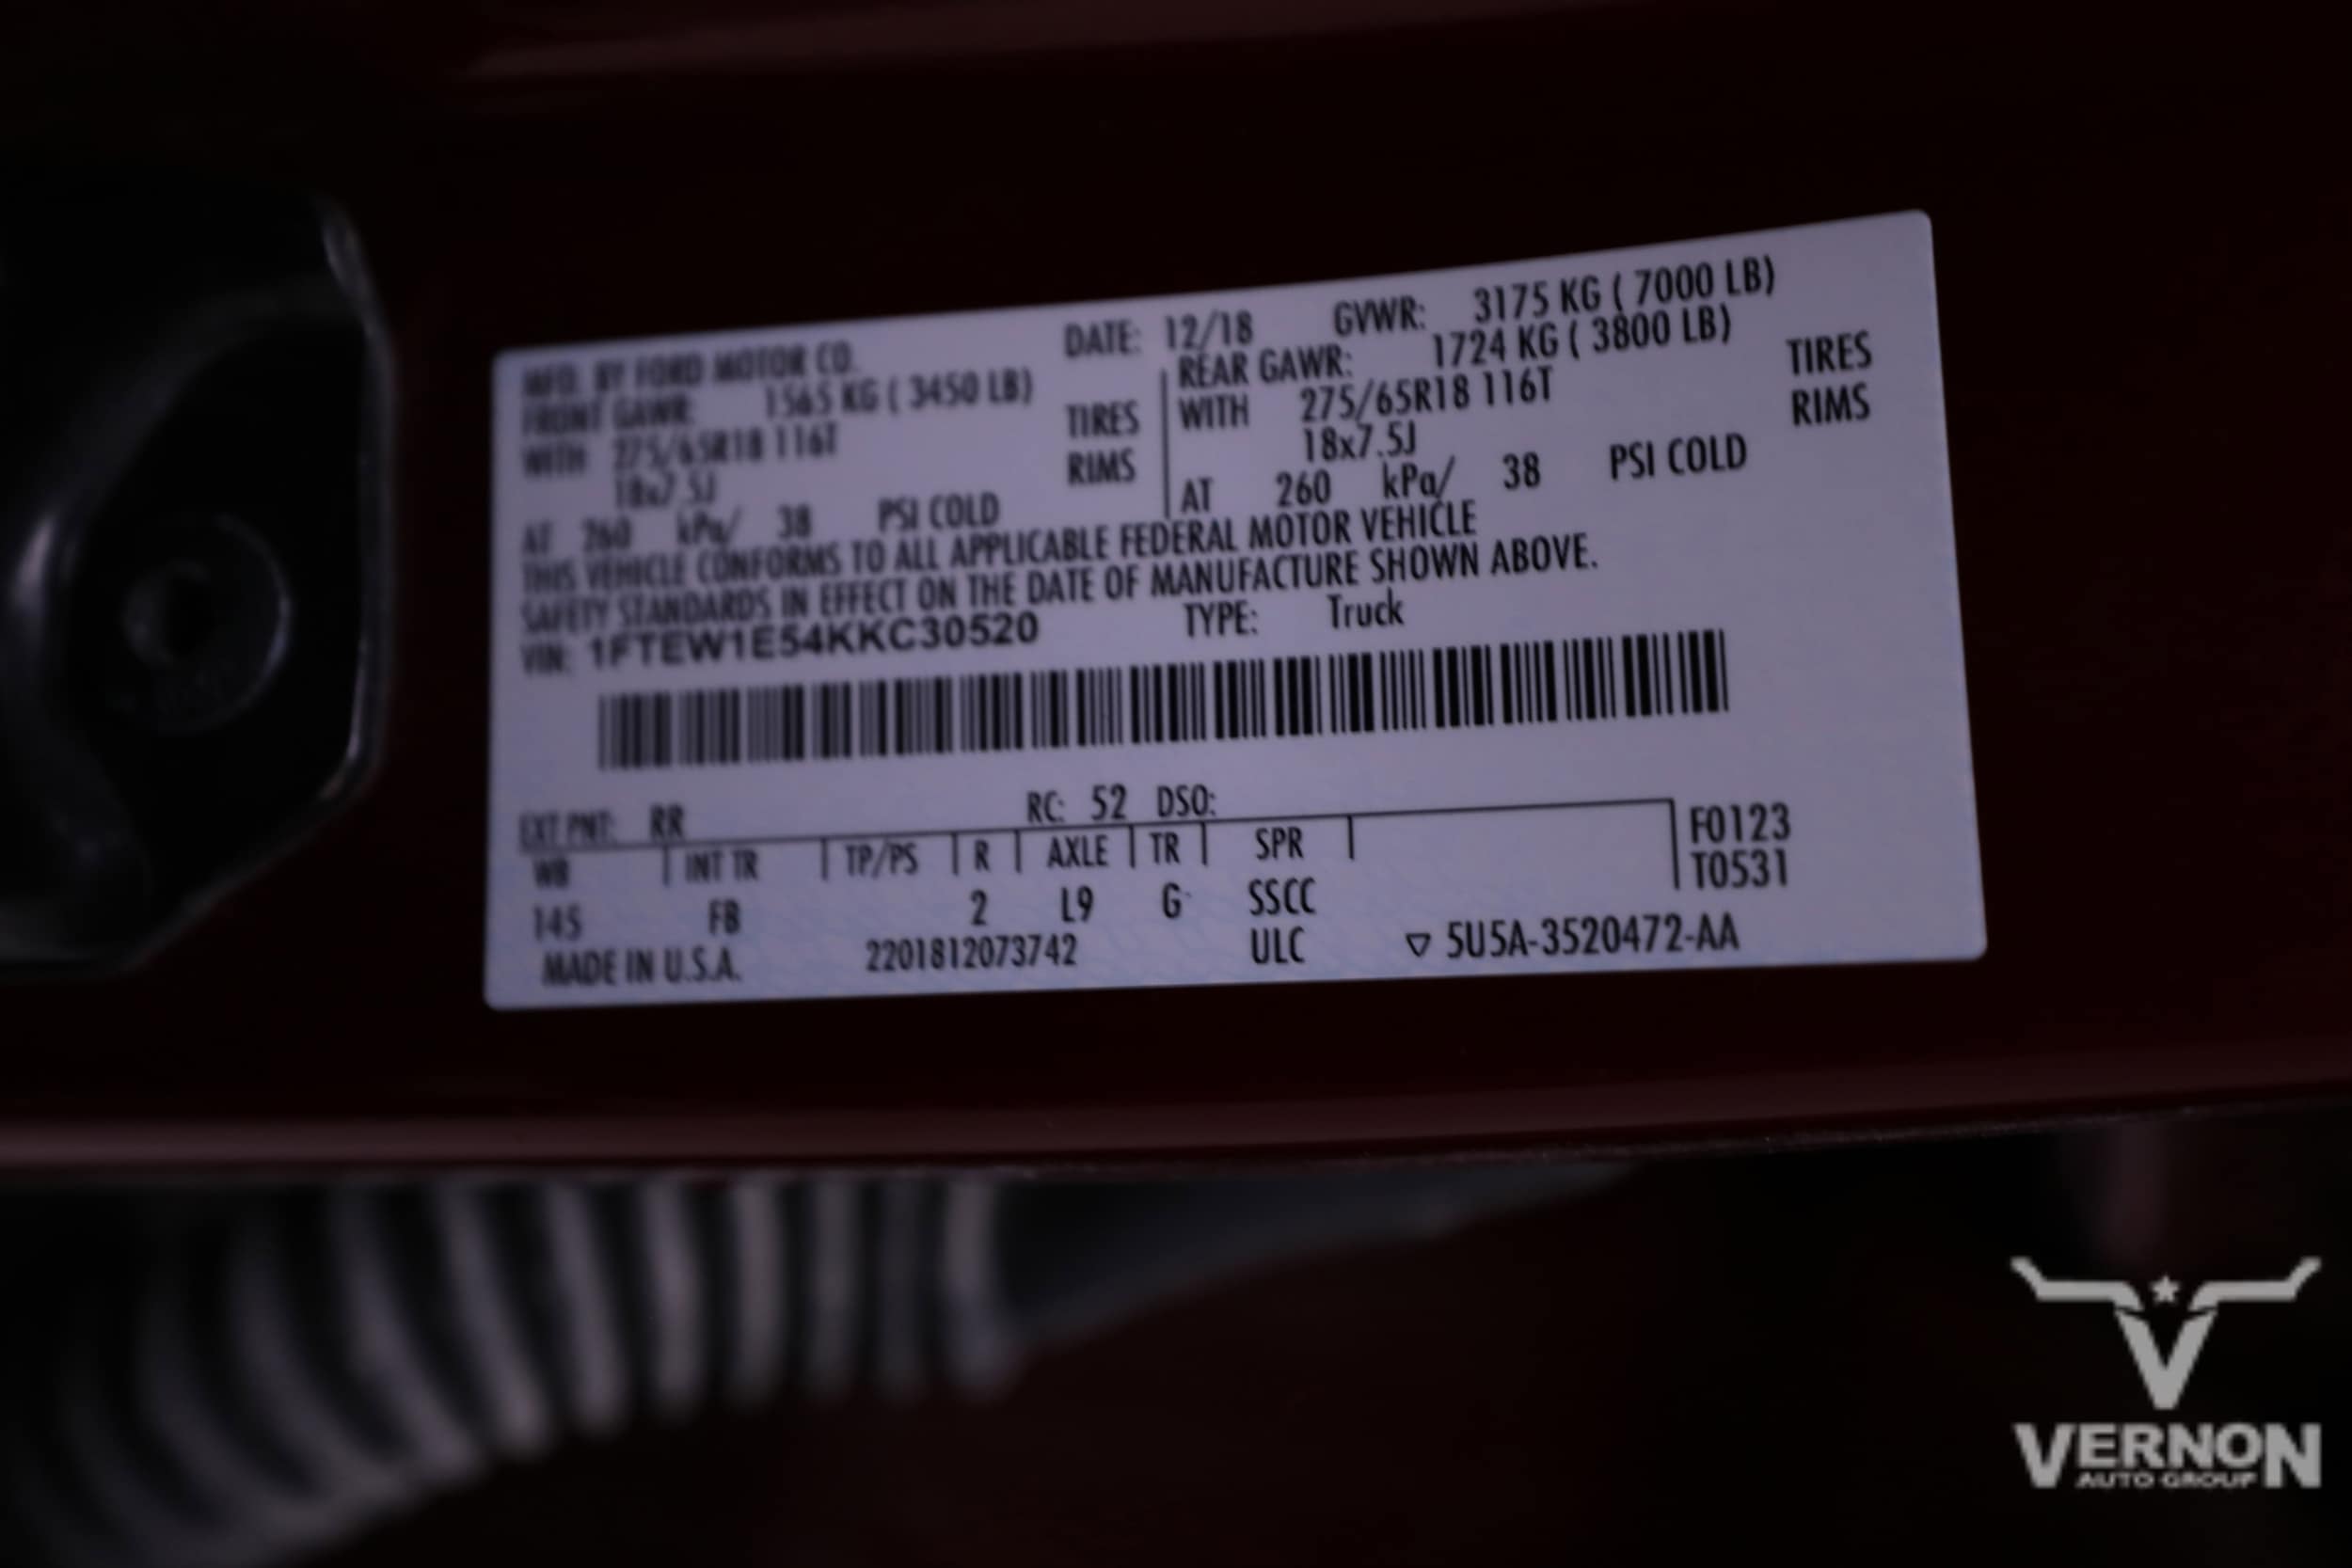 MFD. BY FORD MOTOR CO. DATE: 12/18 GVWR: 3175 KG ( 7000 LB)
FRONT GAWR: 1565 KG ( 3450 LB) REAR GAWR: 1724 KG ( 3800 LB)
WITH 275/65R18 116T TIRES WITH 275/65R18 116T TIRES
18x7.5J RIMS 18x7.5J RIMS
AT 260 kPa/ 38 PSI COLD AT 260 kPa/ 38 PSI COLD
THIS VEHICLE CONFORMS TO ALL APPLICABLE FEDERAL MOTOR VEHICLE
SAFETY STANDARDS IN EFFECT ON THE DATE OF MANUFACTURE SHOWN ABOVE.
VIN: 1FTEW1E54KKC30520 TYPE: Truck
EXT PNT: RR RC: 52 DSO:
WB INT TR TP/PS R AXLE TR SPR F0123
145 FB 2 L9 G SSCC T0531
MADE IN U.S.A. 2201812073742 ULC ▽ 5U5A-3520472-AA
V
VERNON
AUTO GROUP